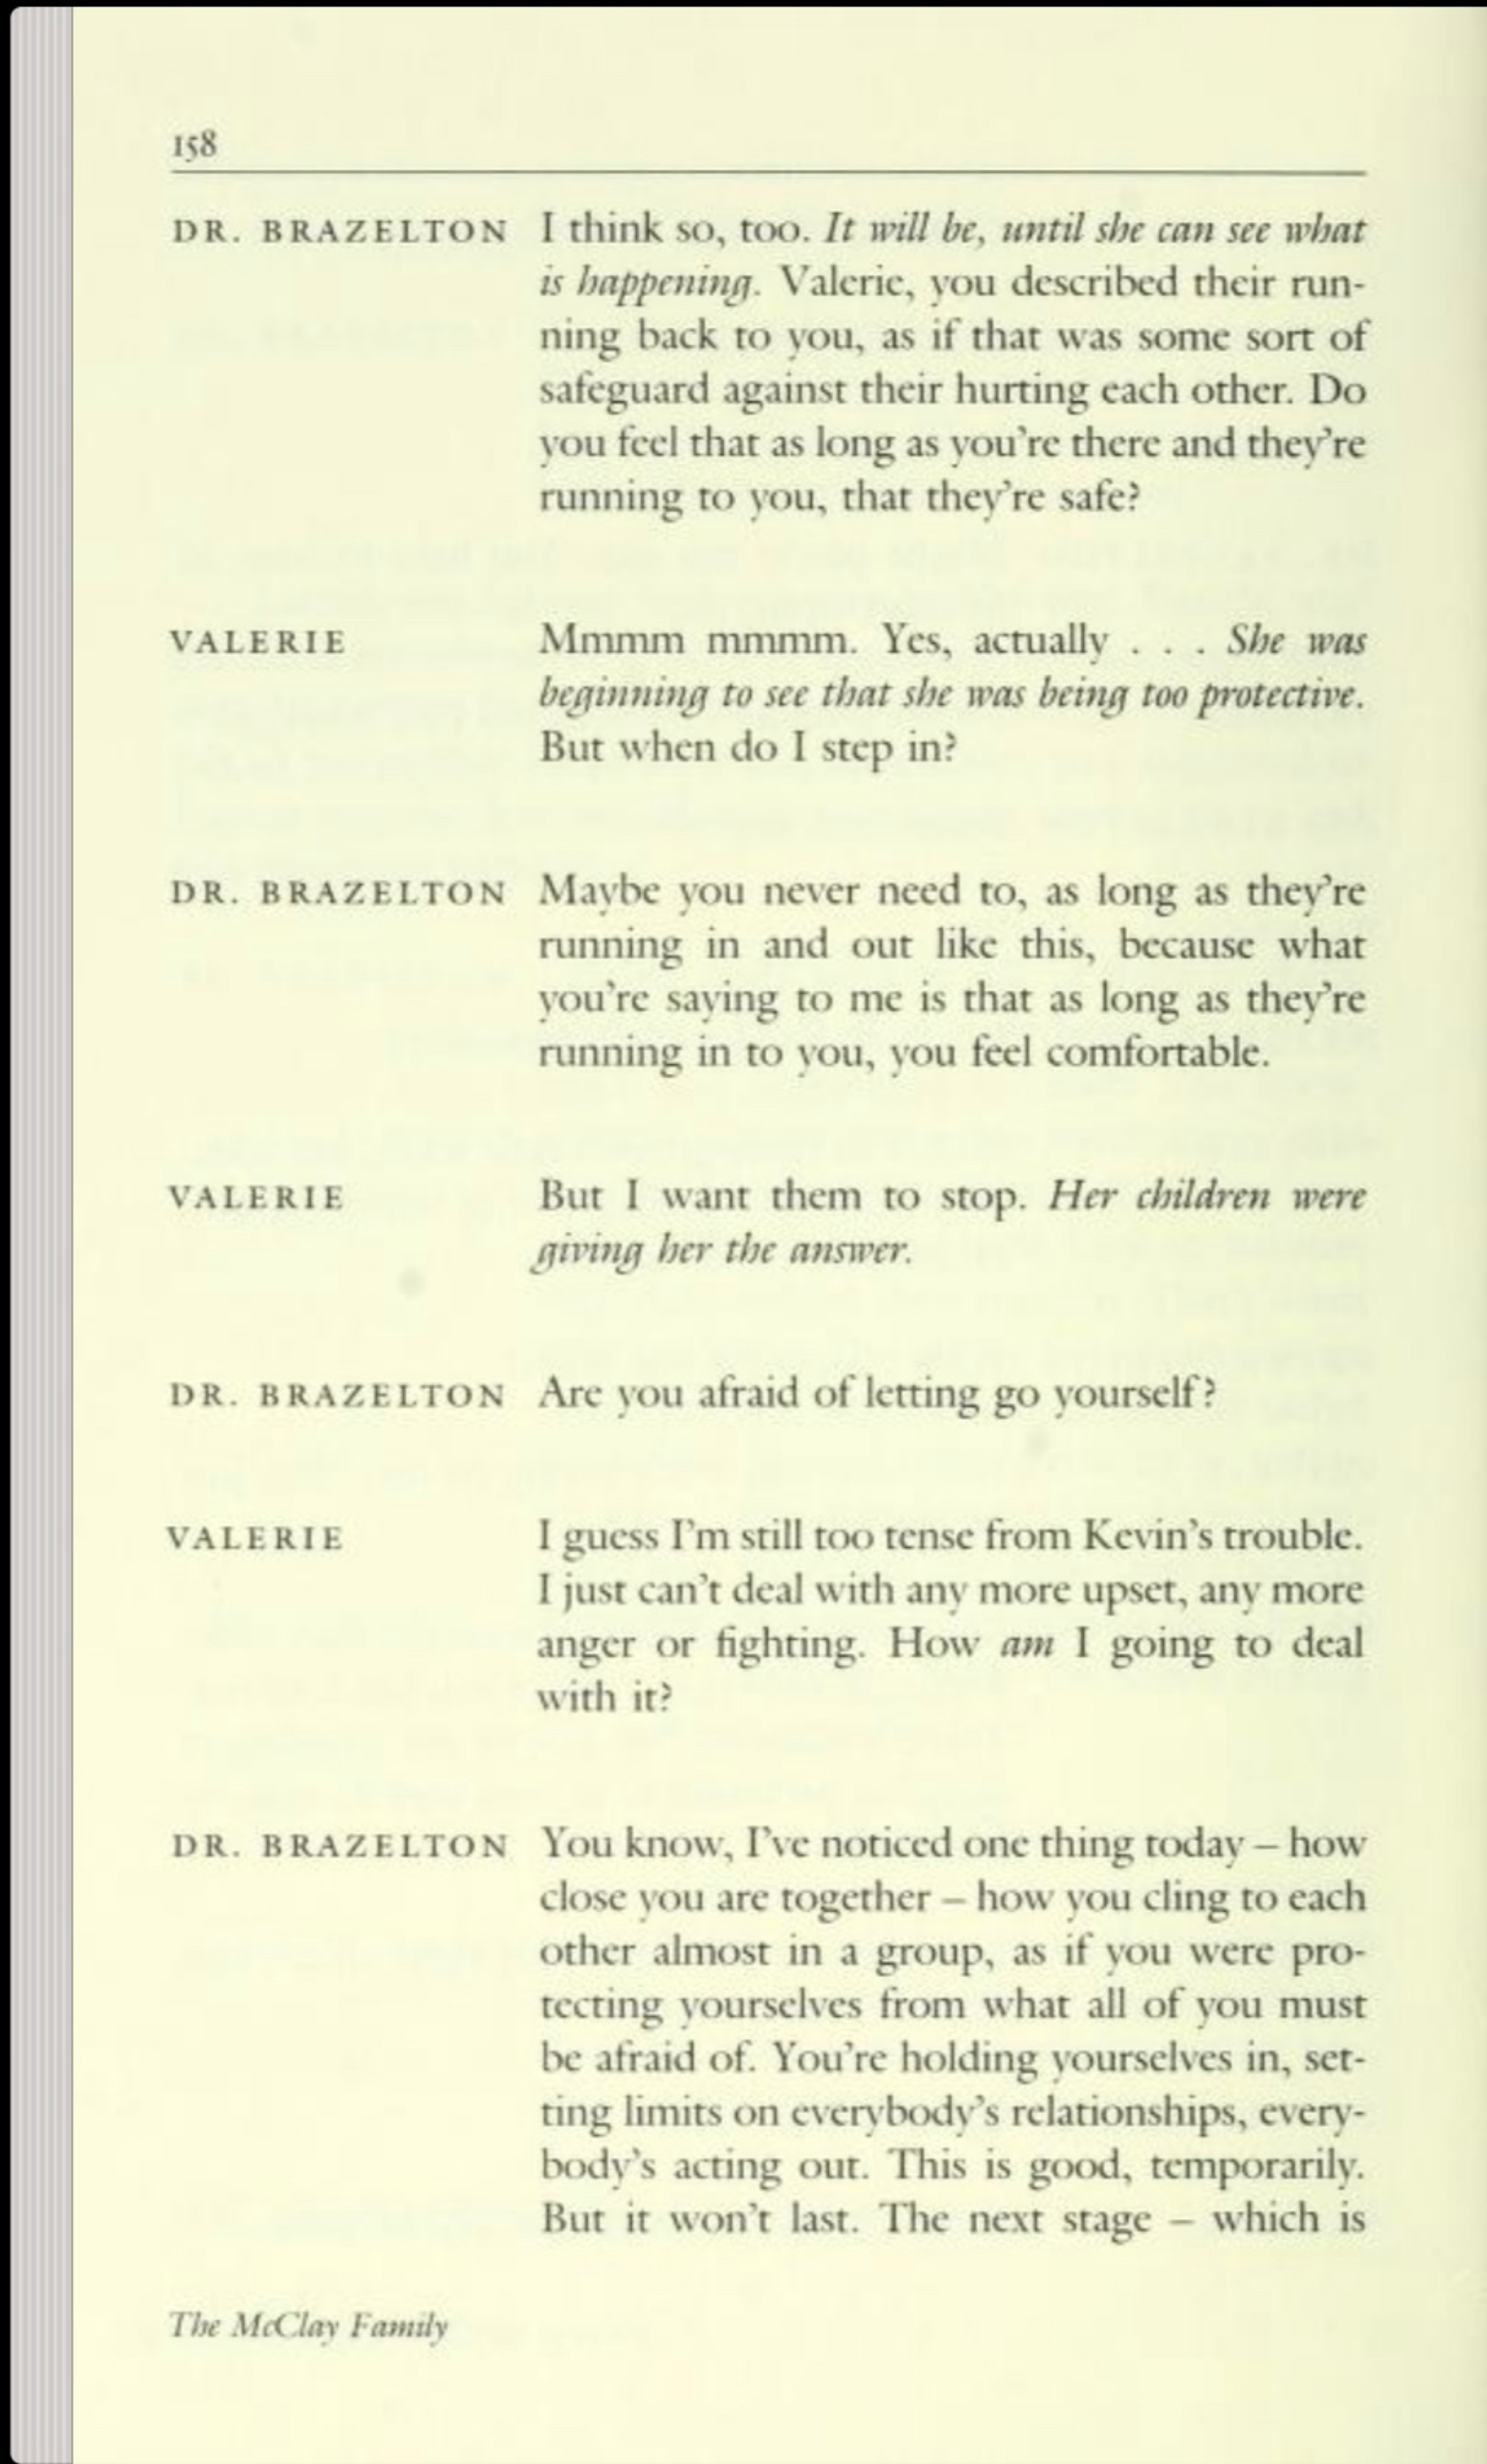 158
DR. BRAZELTON I think so, too. It will be, until she can see what
is happening. Valerie, you described their run-
ning back to you, as if that was some sort of
safeguard against their hurting each other. Do
you feel that as long as you're there and they're
running to you, that they're safe?
VALERIE Mmmm mmmm. Yes, actually . . . She was
beginning to see that she was being too protective.
But when do I step in?
DR. BRAZELTON Maybe you never need to, as long as they're
running in and out like this, because what
you're saying to me is that as long as they're
running in to you, you feel comfortable.
VALERIE But I want them to stop. Her children were
giving her the answer.
DR. BRAZELTON Are you afraid of letting go yourself?
VALERIE I guess I'm still too tense from Kevin's trouble.
I just can't deal with any more upset, any more
anger or fighting. How am I going to deal
with it?
DR. BRAZELTON You know, I've noticed one thing today – how
close you are together – how you cling to each
other almost in a group, as if you were pro-
tecting yourselves from what all of you must
be afraid of. You're holding yourselves in, set-
ting limits on everybody's relationships, every-
body's acting out. This is good, temporarily.
But it won't last. The next stage – which is
The McClay Family